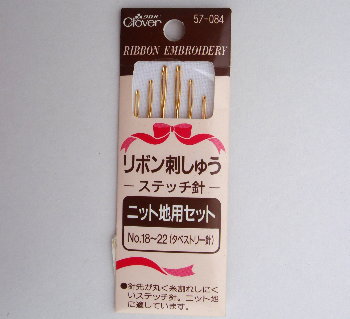 Clover 57-084
RIBBON EMBROIDERY
リボン刺しゅう
ーステッチ針ー
ニット地用セット
No.18～22(タペストリー針)
●針先が丸く糸割れしにく
いステッチ針。ニット地
に適しています。